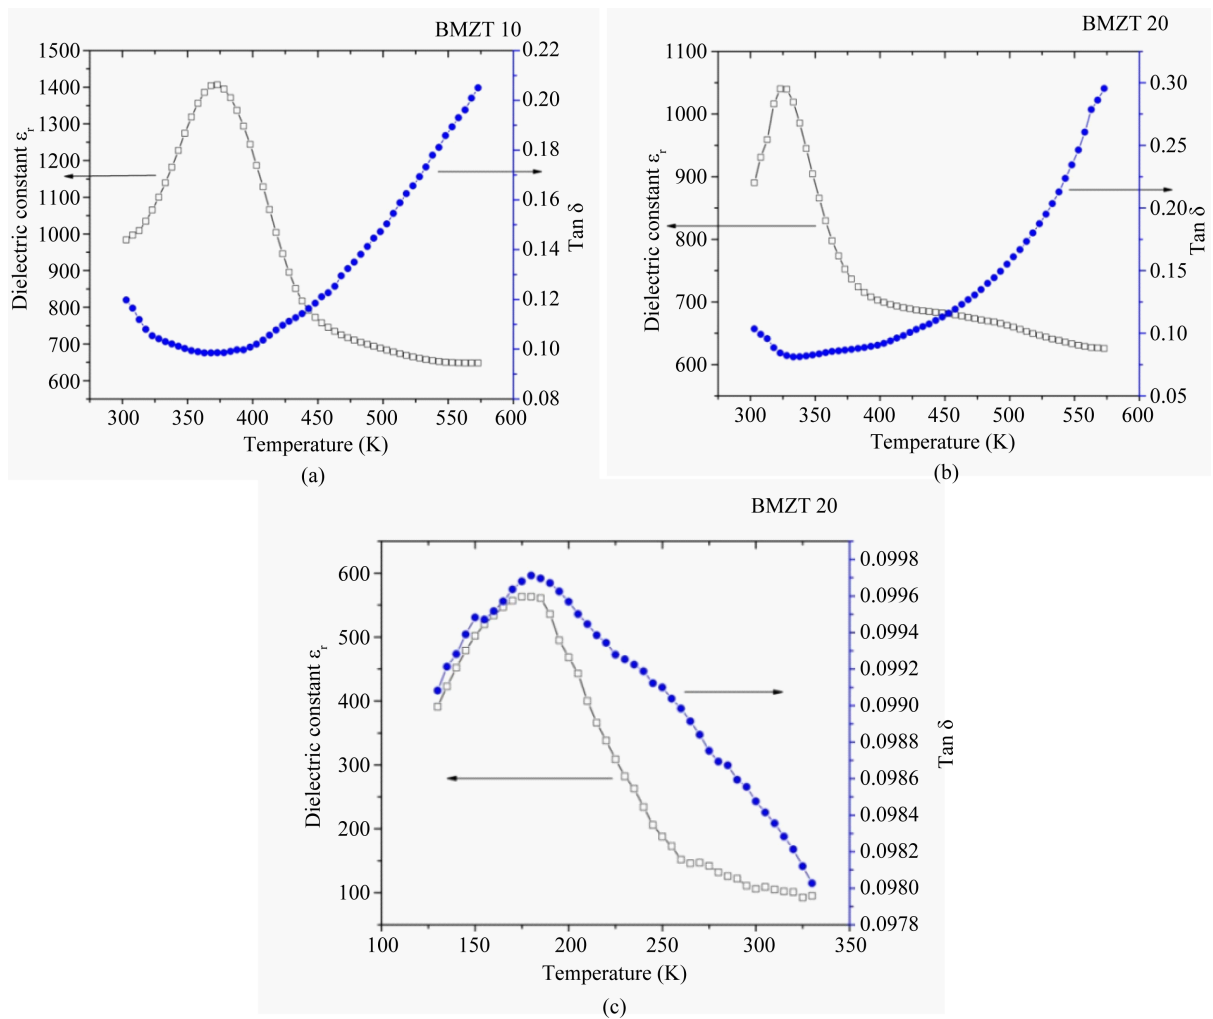 BMZT 10
1500
1400
1300
1200
1100
1000
900
800
700
600
Dielectric constant εr
0.22
0.20
0.18
0.16
0.14
0.12
0.10
0.08
Tan δ
300 350 400 450 500 550 600
Temperature (K)
(a)
BMZT 20
1100
1000
900
800
700
600
Dielectric constant εr
0.30
0.25
0.20
0.15
0.10
0.05
Tan δ
300 350 400 450 500 550 600
Temperature (K)
(b)
BMZT 20
600
500
400
300
200
100
Dielectric constant εr
0.0998
0.0996
0.0994
0.0992
0.0990
0.0988
0.0986
0.0984
0.0982
0.0980
0.0978
Tan δ
100 150 200 250 300 350
Temperature (K)
(c)